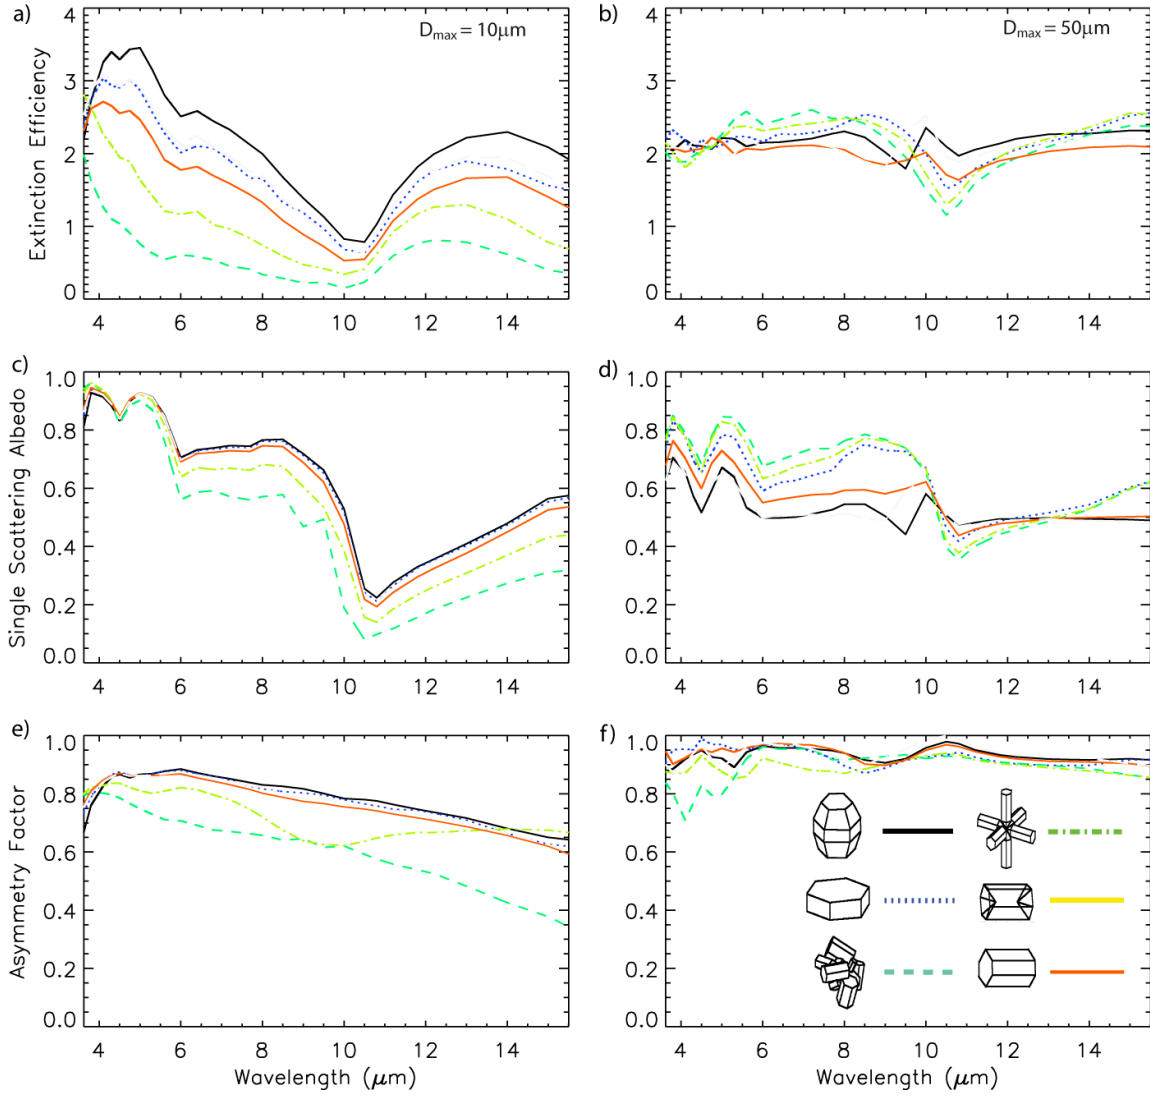 a)
D_max = 10μm
Extinction Efficiency
4
3
2
1
0
4 6 8 10 12 14
b)
D_max = 50μm
4
3
2
1
0
4 6 8 10 12 14
c)
Single Scattering Albedo
1.0
0.8
0.6
0.4
0.2
0.0
4 6 8 10 12 14
d)
1.0
0.8
0.6
0.4
0.2
0.0
4 6 8 10 12 14
e)
Asymmetry Factor
1.0
0.8
0.6
0.4
0.2
0.0
4 6 8 10 12 14
Wavelength (μm)
f)
1.0
0.8
0.6
0.4
0.2
0.0
4 6 8 10 12 14
Wavelength (μm)